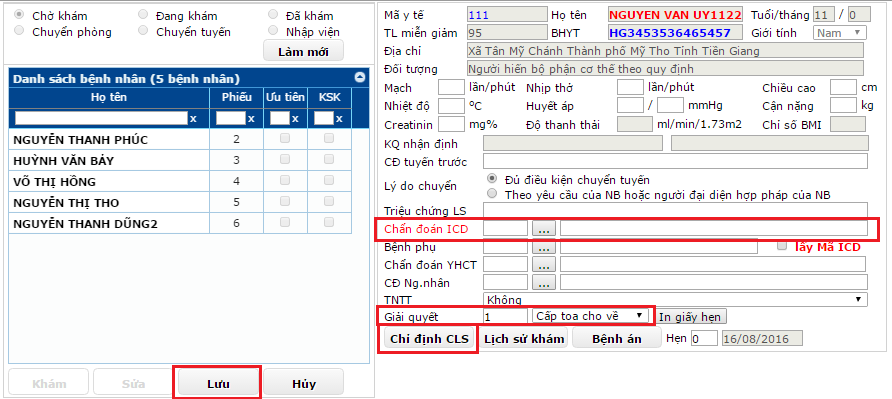 Chờ khám Đang khám Đã khám
Chuyển phòng Chuyển tuyến Nhập viện
Làm mới
Danh sách bệnh nhân (5 bệnh nhân)
Họ tên Phiếu Ưu tiên KSK
x x x x
NGUYỄN THANH PHÚC 2
HUỲNH VĂN BẢY 3
VÕ THỊ HỒNG 4
NGUYỄN THỊ THO 5
NGUYỄN THANH DŨNG2 6
Khám Sửa Lưu Hủy
Mã y tế 111 Họ tên NGUYEN VAN UY1122 Tuổi/tháng 11 / 0
TL miễn giảm 95 BHYT HG3453536465457 Giới tính Nam
Địa chỉ Xã Tân Mỹ Chánh Thành phố Mỹ Tho Tỉnh Tiền Giang
Đối tượng Người hiến bộ phận cơ thể theo quy định
Mạch lần/phút Nhịp thở lần/phút Chiều cao cm
Nhiệt độ ºC Huyết áp / mmHg Cận nặng kg
Creatinin mg% Độ thanh thải ml/min/1.73m2 Chỉ số BMI
KQ nhận định
CĐ tuyến trước
Lý do chuyển Đủ điều kiện chuyển tuyến
Theo yêu cầu của NB hoặc người đại diện hợp pháp của NB
Triệu chứng LS
Chẩn đoán ICD ...
Bệnh phụ ... lấy Mã ICD
Chẩn đoán YHCT ...
CĐ Ng.nhân ...
TNTT Không
Giải quyết 1 Cấp toa cho về In giấy hẹn
Chỉ định CLS Lịch sử khám Bệnh án Hẹn 0 16/08/2016